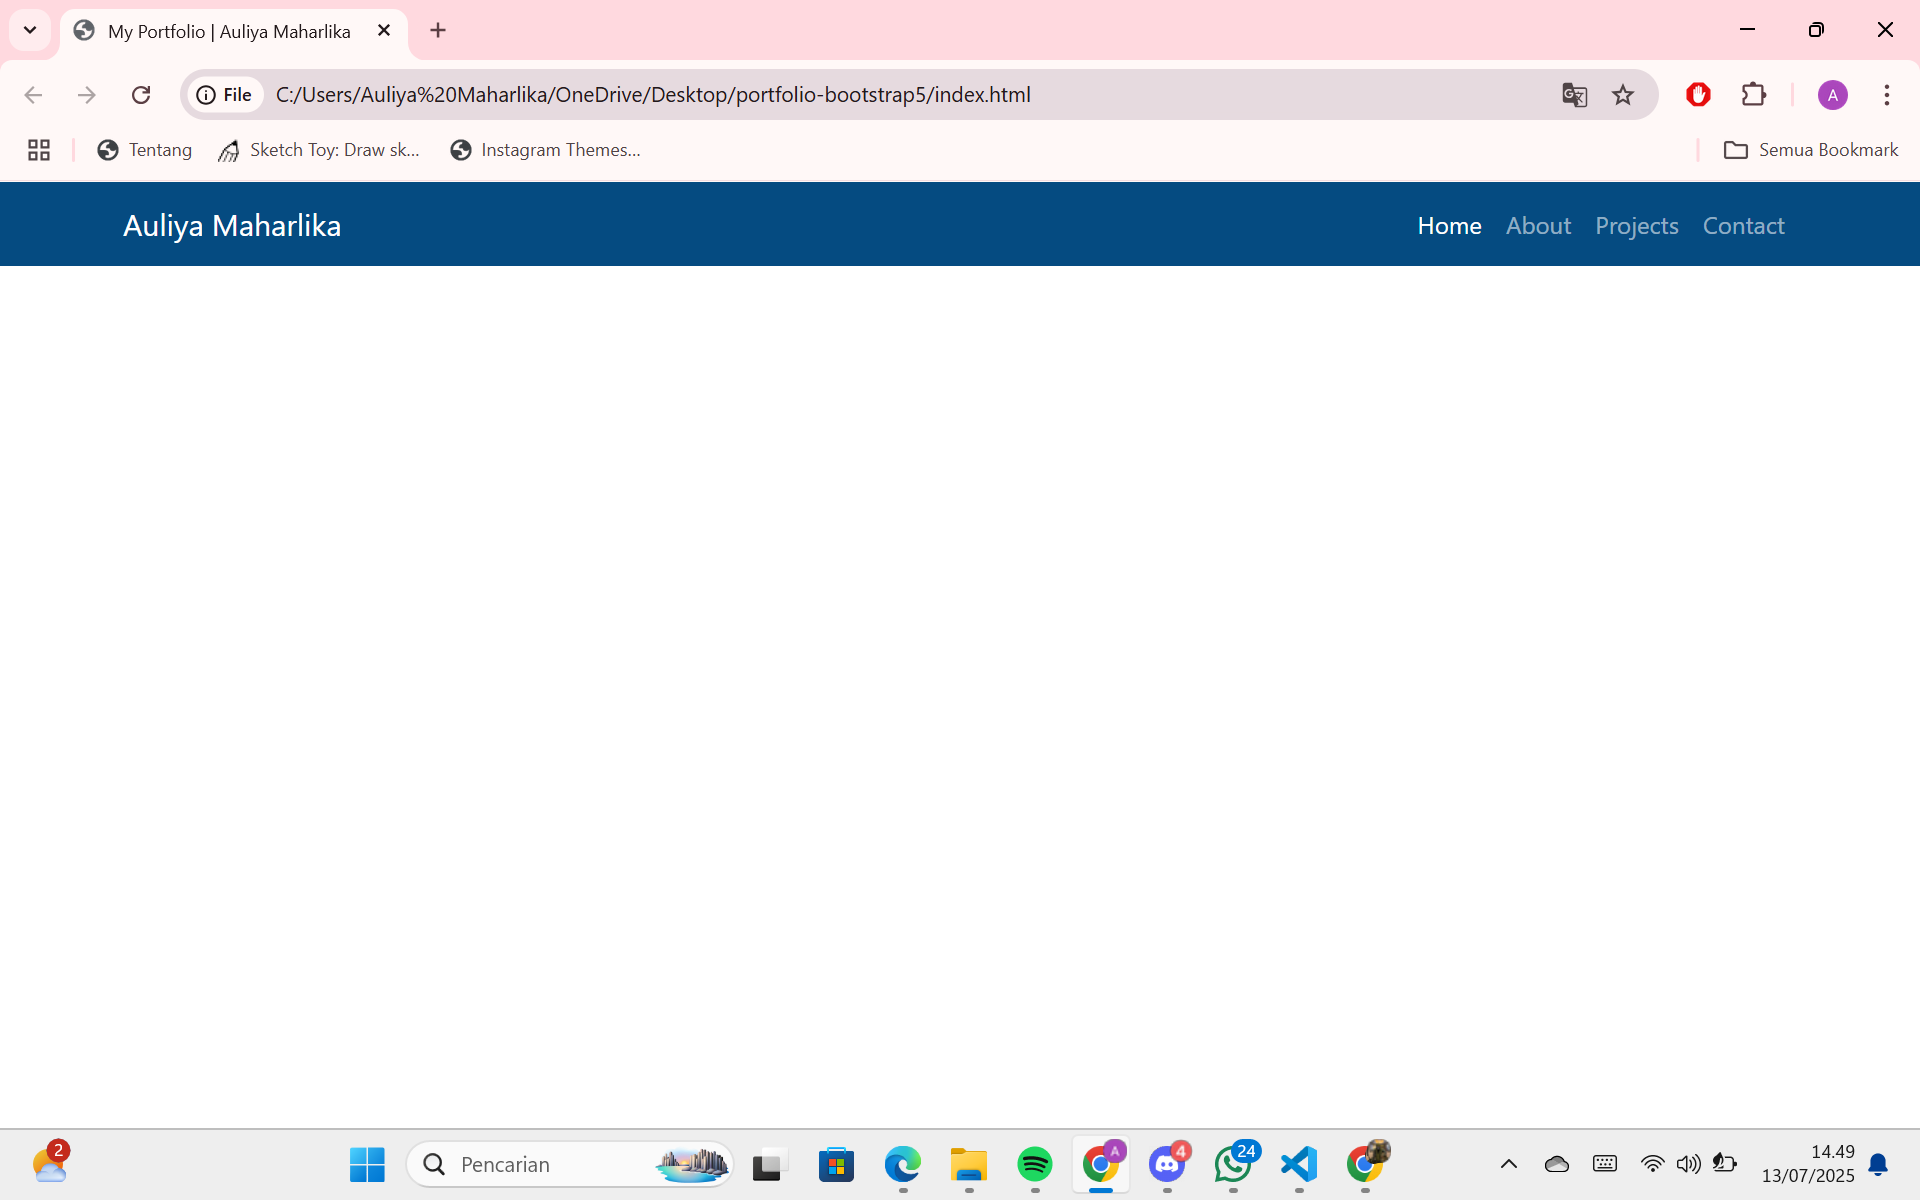 My Portfolio | Auliya Maharlika
File C:/Users/Auliya%20Maharlika/OneDrive/Desktop/portfolio-bootstrap5/index.html A
Tentang Sketch Toy: Draw sk... Instagram Themes... Semua Bookmark
Auliya Maharlika Home About Projects Contact
2 Pencarian A 4 24 14.49
13/07/2025